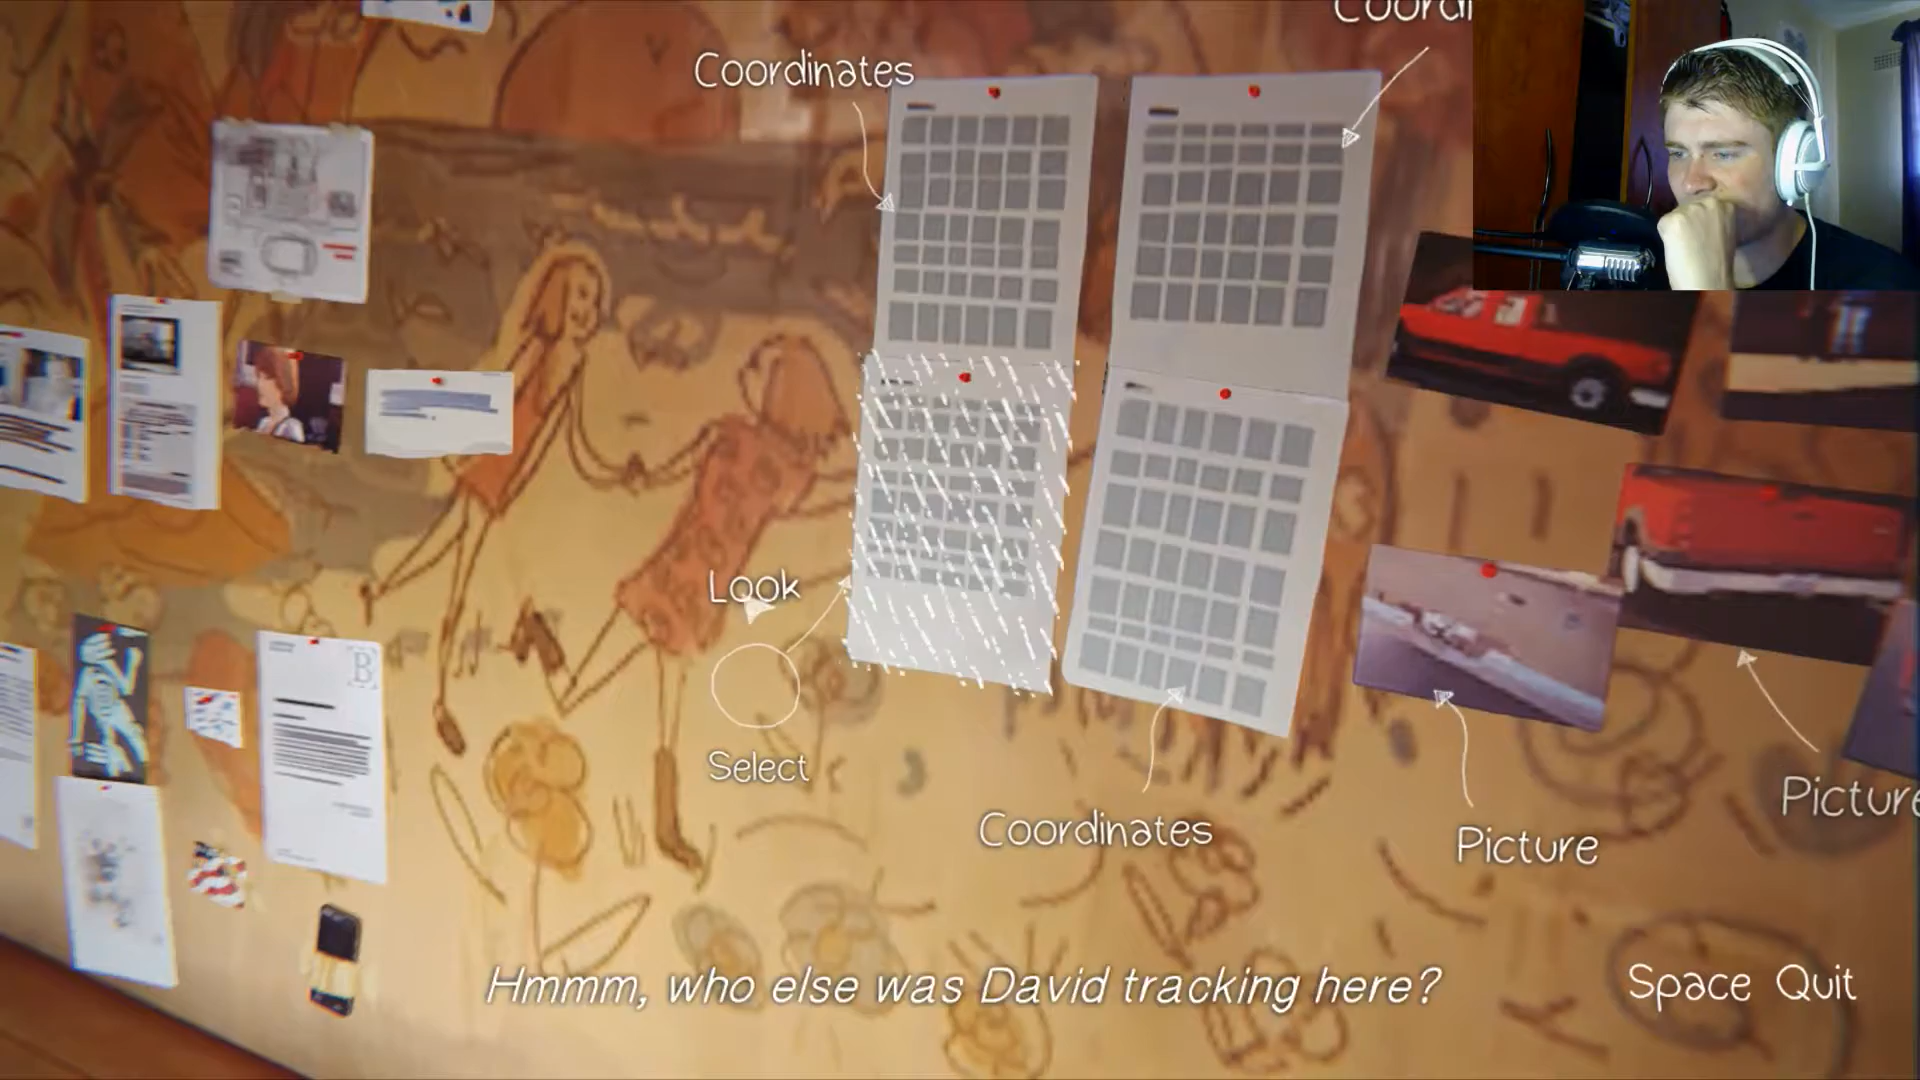 Coordi
Coordinates
Look
Select
Coordinates
Picture
Picture
B
Hmmm, who else was David tracking here?
Space Quit